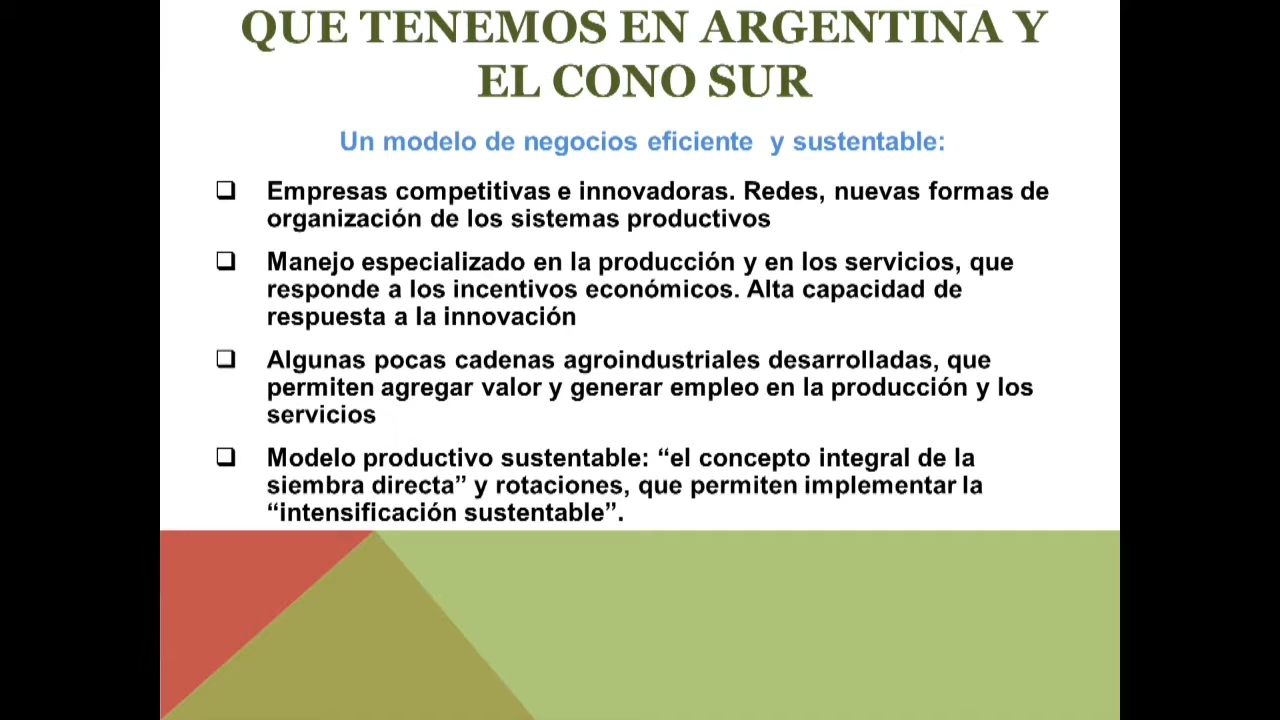 QUE TENEMOS EN ARGENTINA Y
EL CONO SUR
Un modelo de negocios eficiente y sustentable:
❑ Empresas competitivas e innovadoras. Redes, nuevas formas de
organización de los sistemas productivos
❑ Manejo especializado en la producción y en los servicios, que
responde a los incentivos económicos. Alta capacidad de
respuesta a la innovación
❑ Algunas pocas cadenas agroindustriales desarrolladas, que
permiten agregar valor y generar empleo en la producción y los
servicios
❑ Modelo productivo sustentable: “el concepto integral de la
siembra directa” y rotaciones, que permiten implementar la
“intensificación sustentable”.